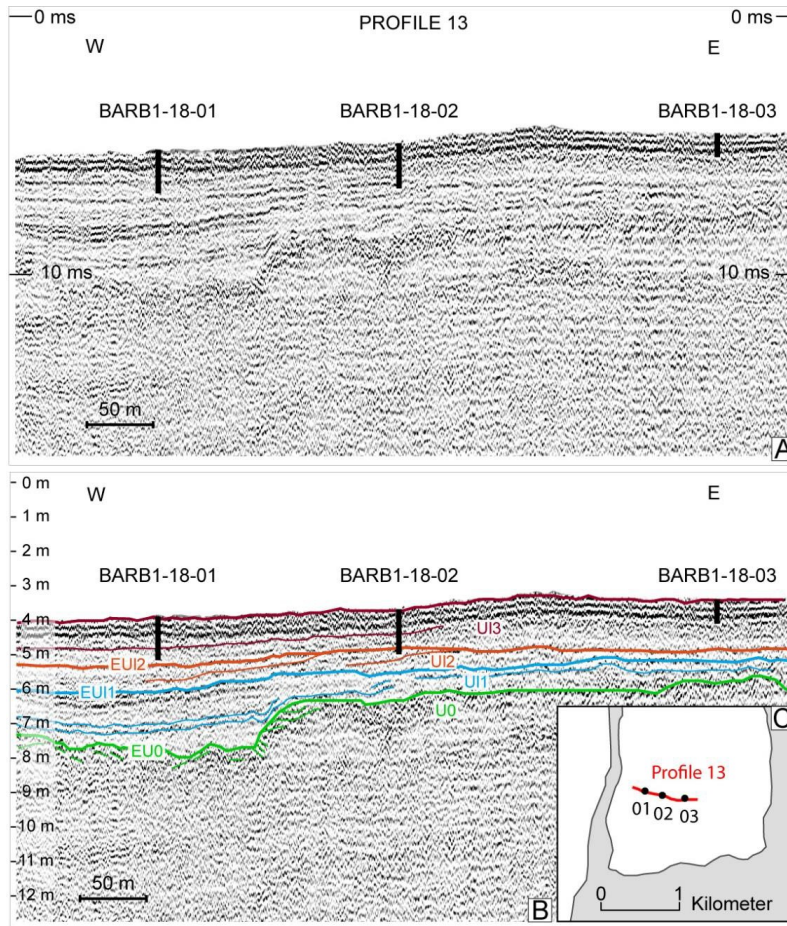 0 ms
PROFILE 13
0 ms
W
E
BARB1-18-01
BARB1-18-02
BARB1-18-03
10 ms
10 ms
50 m
A
0 m
W
E
1 m
2 m
BARB1-18-01
BARB1-18-02
BARB1-18-03
3 m
4 m
UI3
5 m
EUI2
UI2
EUI1
UI1
6 m
U0
7 m
EU0
C
8 m
Profile 13
9 m
01
02
03
10 m
11 m
50 m
0
1
12 m
B
Kilometer